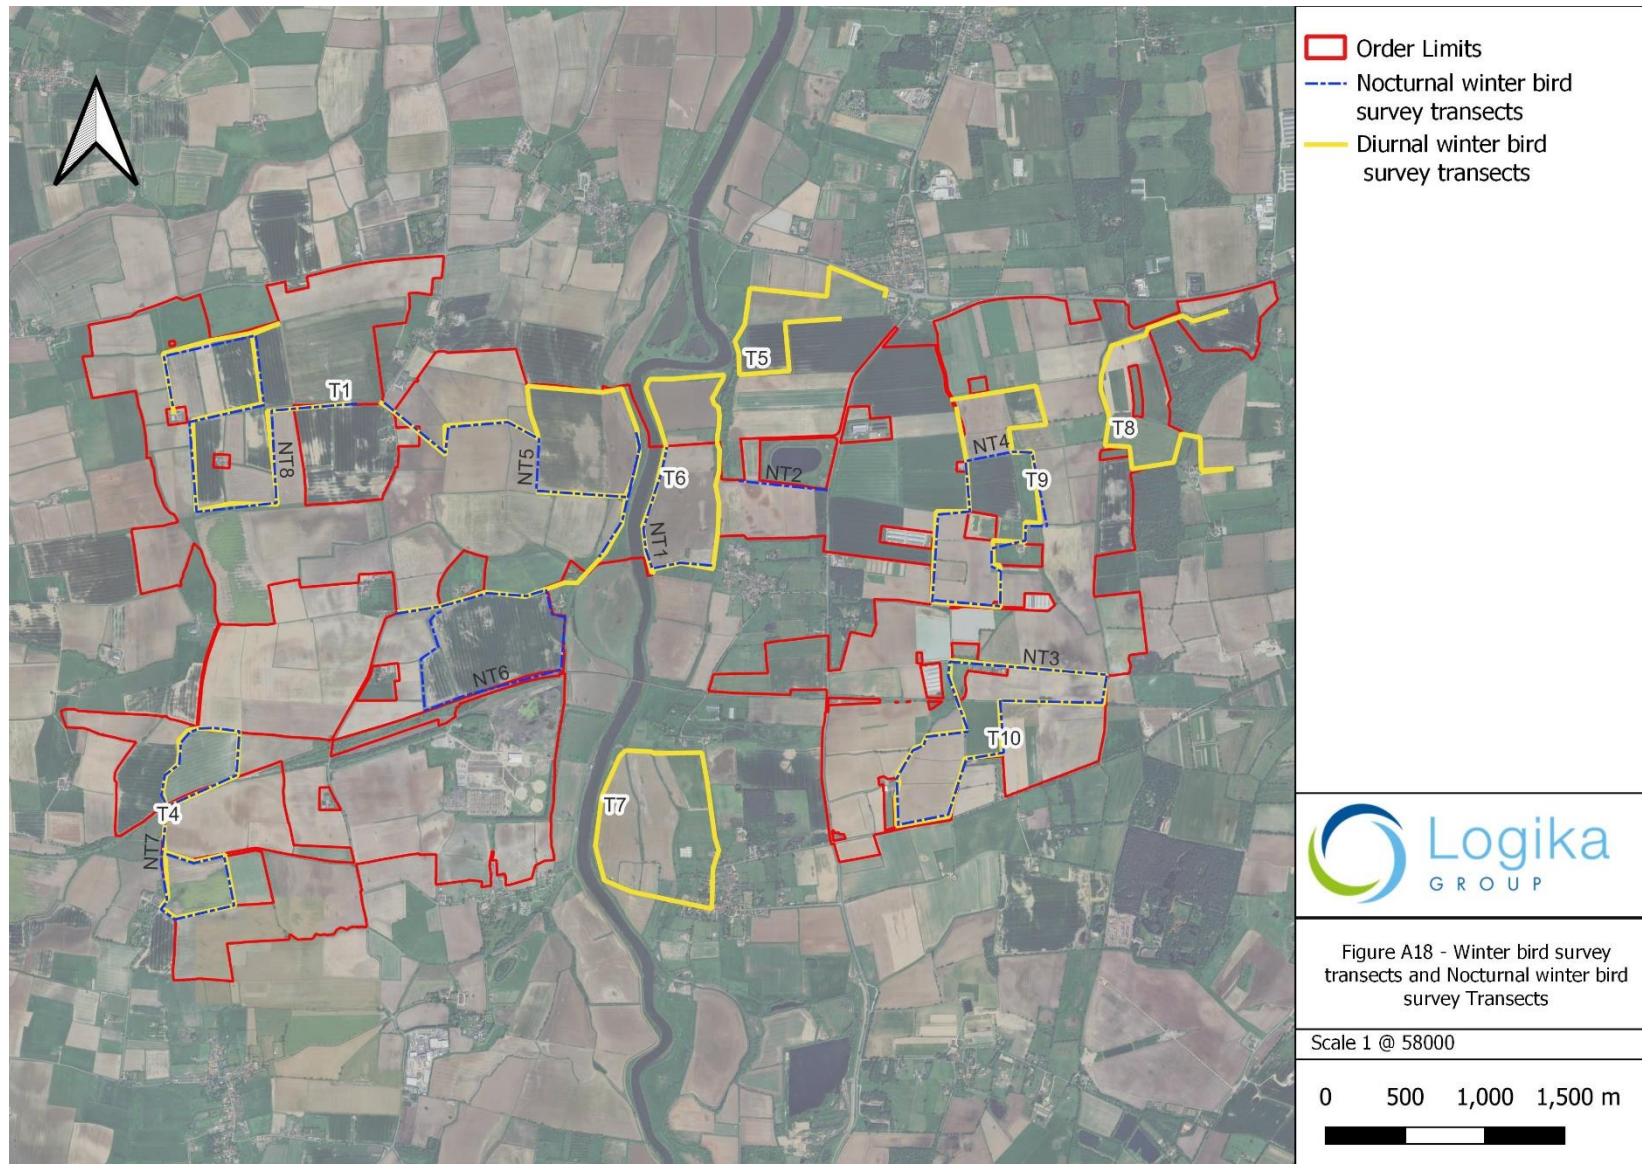 Order Limits
Nocturnal winter bird
survey transects
Diurnal winter bird
survey transects
T1
T5
T8
NT4
NT8
NT5
T6
NT2
T9
NT1
NT3
NT6
T10
T7
T4
NT7
Logika
GROUP
Figure A18 - Winter bird survey
transects and Nocturnal winter bird
survey Transects
Scale 1 @ 58000
0 500 1,000 1,500 m